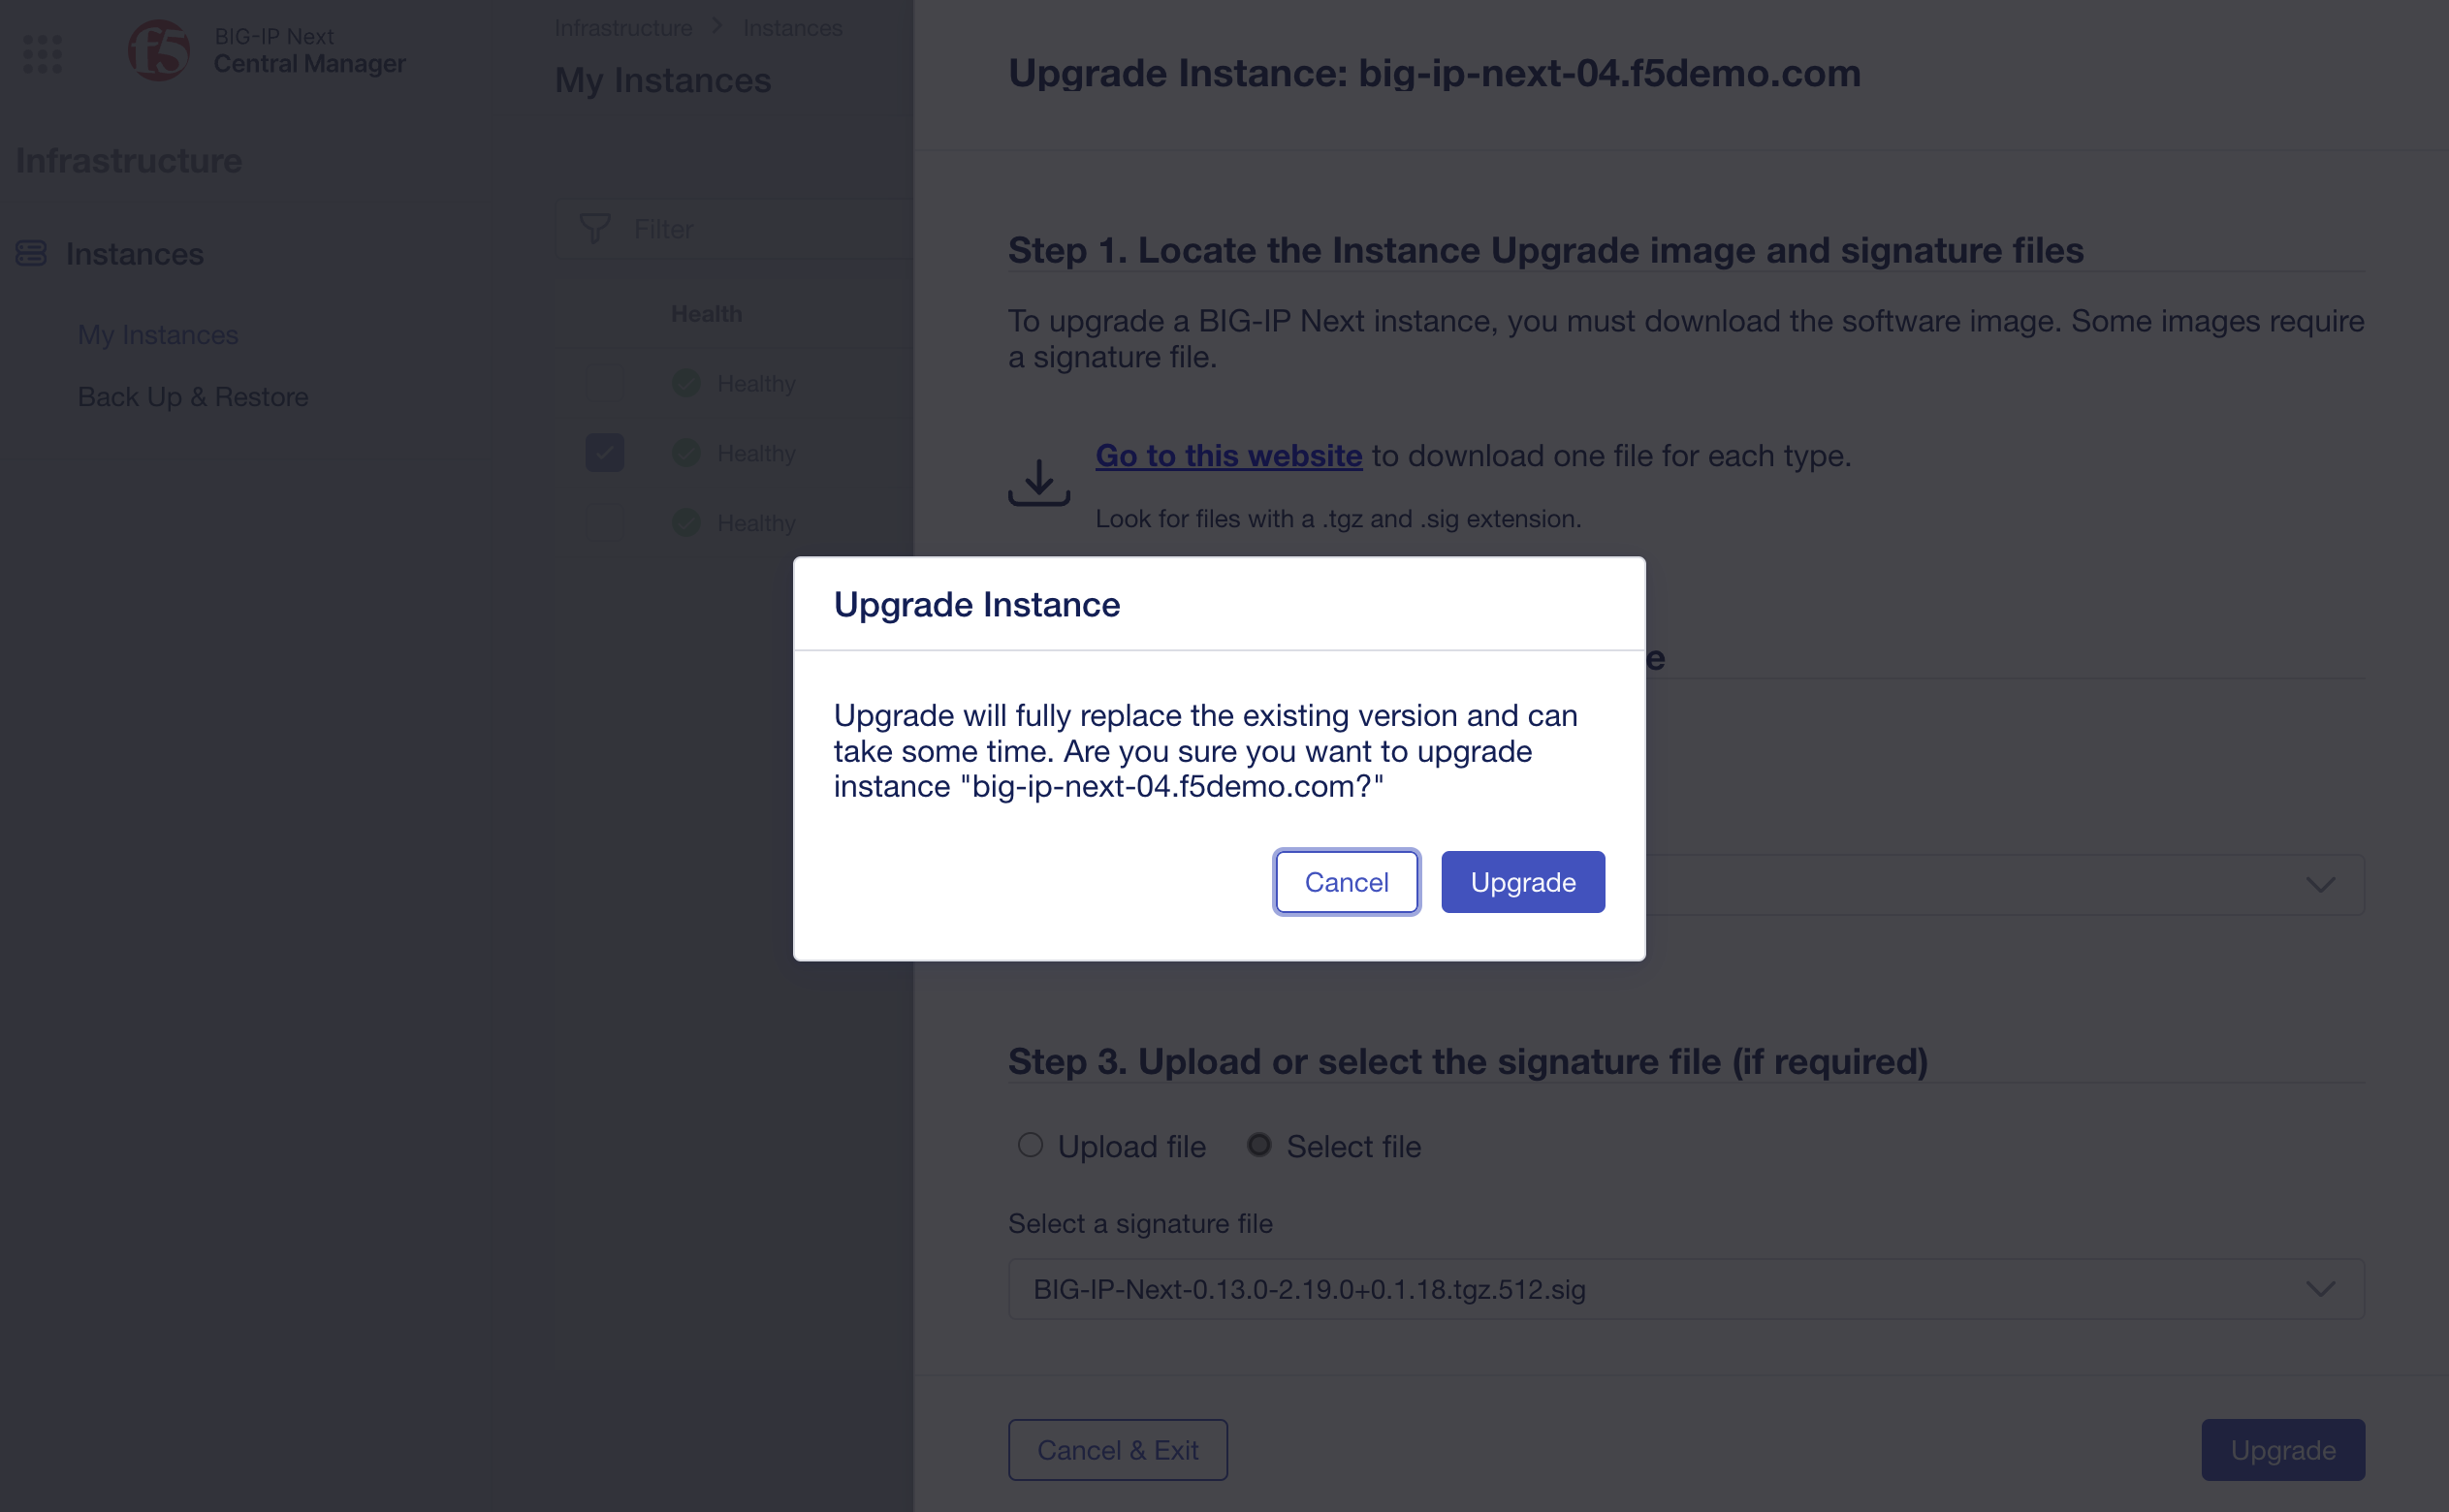 f5
BIG-IP Next
Central Manager
Infrastructure
Instances
My Instances
Back Up & Restore
Infrastructure > Instances
My Instances
Filter
Health
Healthy
Healthy
Healthy
Upgrade Instance: big-ip-next-04.f5demo.com
Step 1. Locate the Instance Upgrade image and signature files
To upgrade a BIG-IP Next instance, you must download the software image. Some images require
a signature file.
Go to this website to download one file for each type.
Look for files with a .tgz and .sig extension.
e
Upgrade Instance
Upgrade will fully replace the existing version and can
take some time. Are you sure you want to upgrade
instance "big-ip-next-04.f5demo.com?"
Cancel
Upgrade
Step 3. Upload or select the signature file (if required)
Upload file
Select file
Select a signature file
BIG-IP-Next-0.13.0-2.19.0+0.1.18.tgz.512.sig
Cancel & Exit
Upgrade